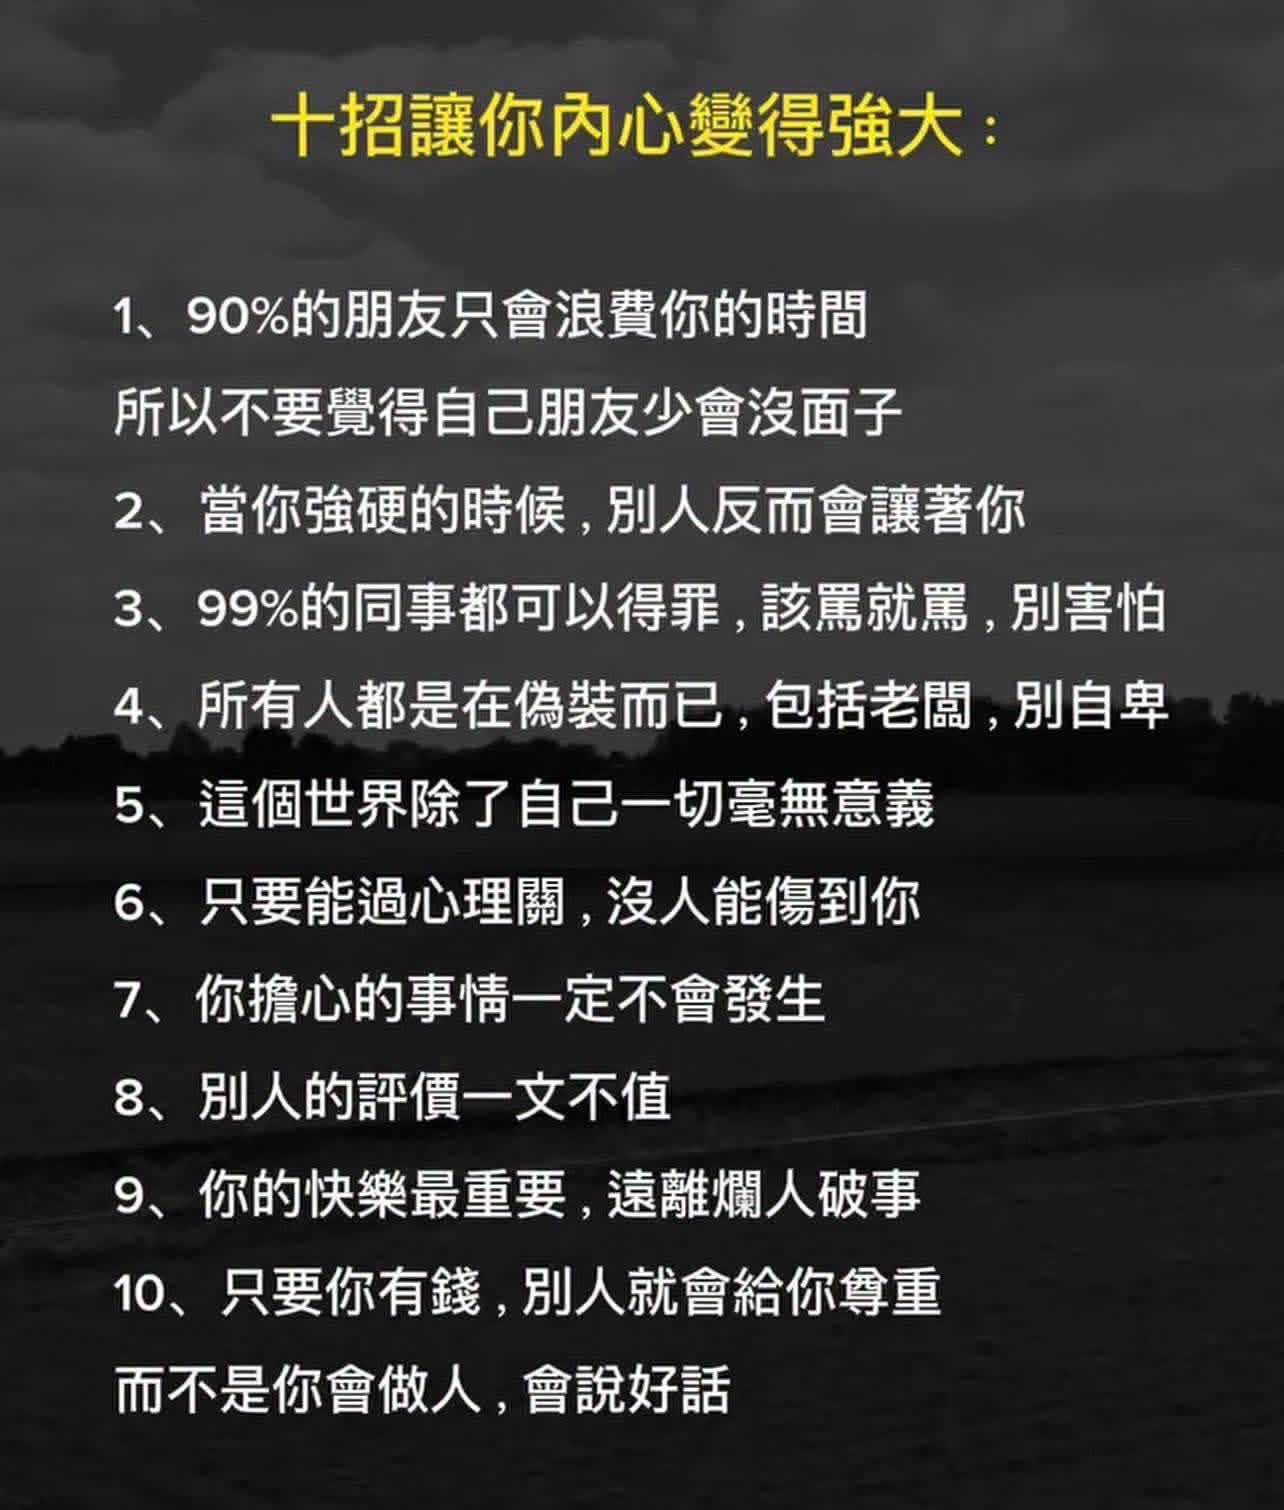 十招讓你內心變得強大：
1、90%的朋友只會浪費你的時間
所以不要覺得自己朋友少會沒面子
2、當你強硬的時候，別人反而會讓著你
3、99%的同事都可以得罪，該罵就罵，別害怕
4、所有人都是在偽裝而已，包括老闆，別自卑
5、這個世界除了自己一切毫無意義
6、只要能過心理關，沒人能傷到你
7、你擔心的事情一定不會發生
8、別人的評價一文不值
9、你的快樂最重要，遠離爛人破事
10、只要你有錢，別人就會給你尊重
而不是你會做人，會說好話